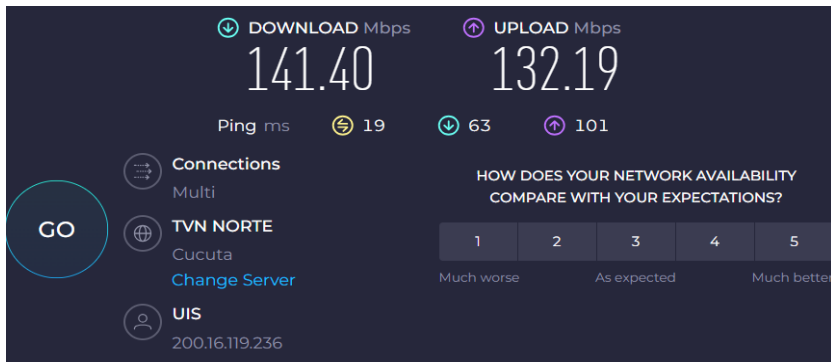 DOWNLOAD Mbps
UPLOAD Mbps
141.40
132.19
Ping ms 19 63 101
Connections
Multi
GO
TVN NORTE
Cucuta
Change Server
UIS
200.16.119.236
HOW DOES YOUR NETWORK AVAILABILITY
COMPARE WITH YOUR EXPECTATIONS?
1 2 3 4 5
Much worse As expected Much better